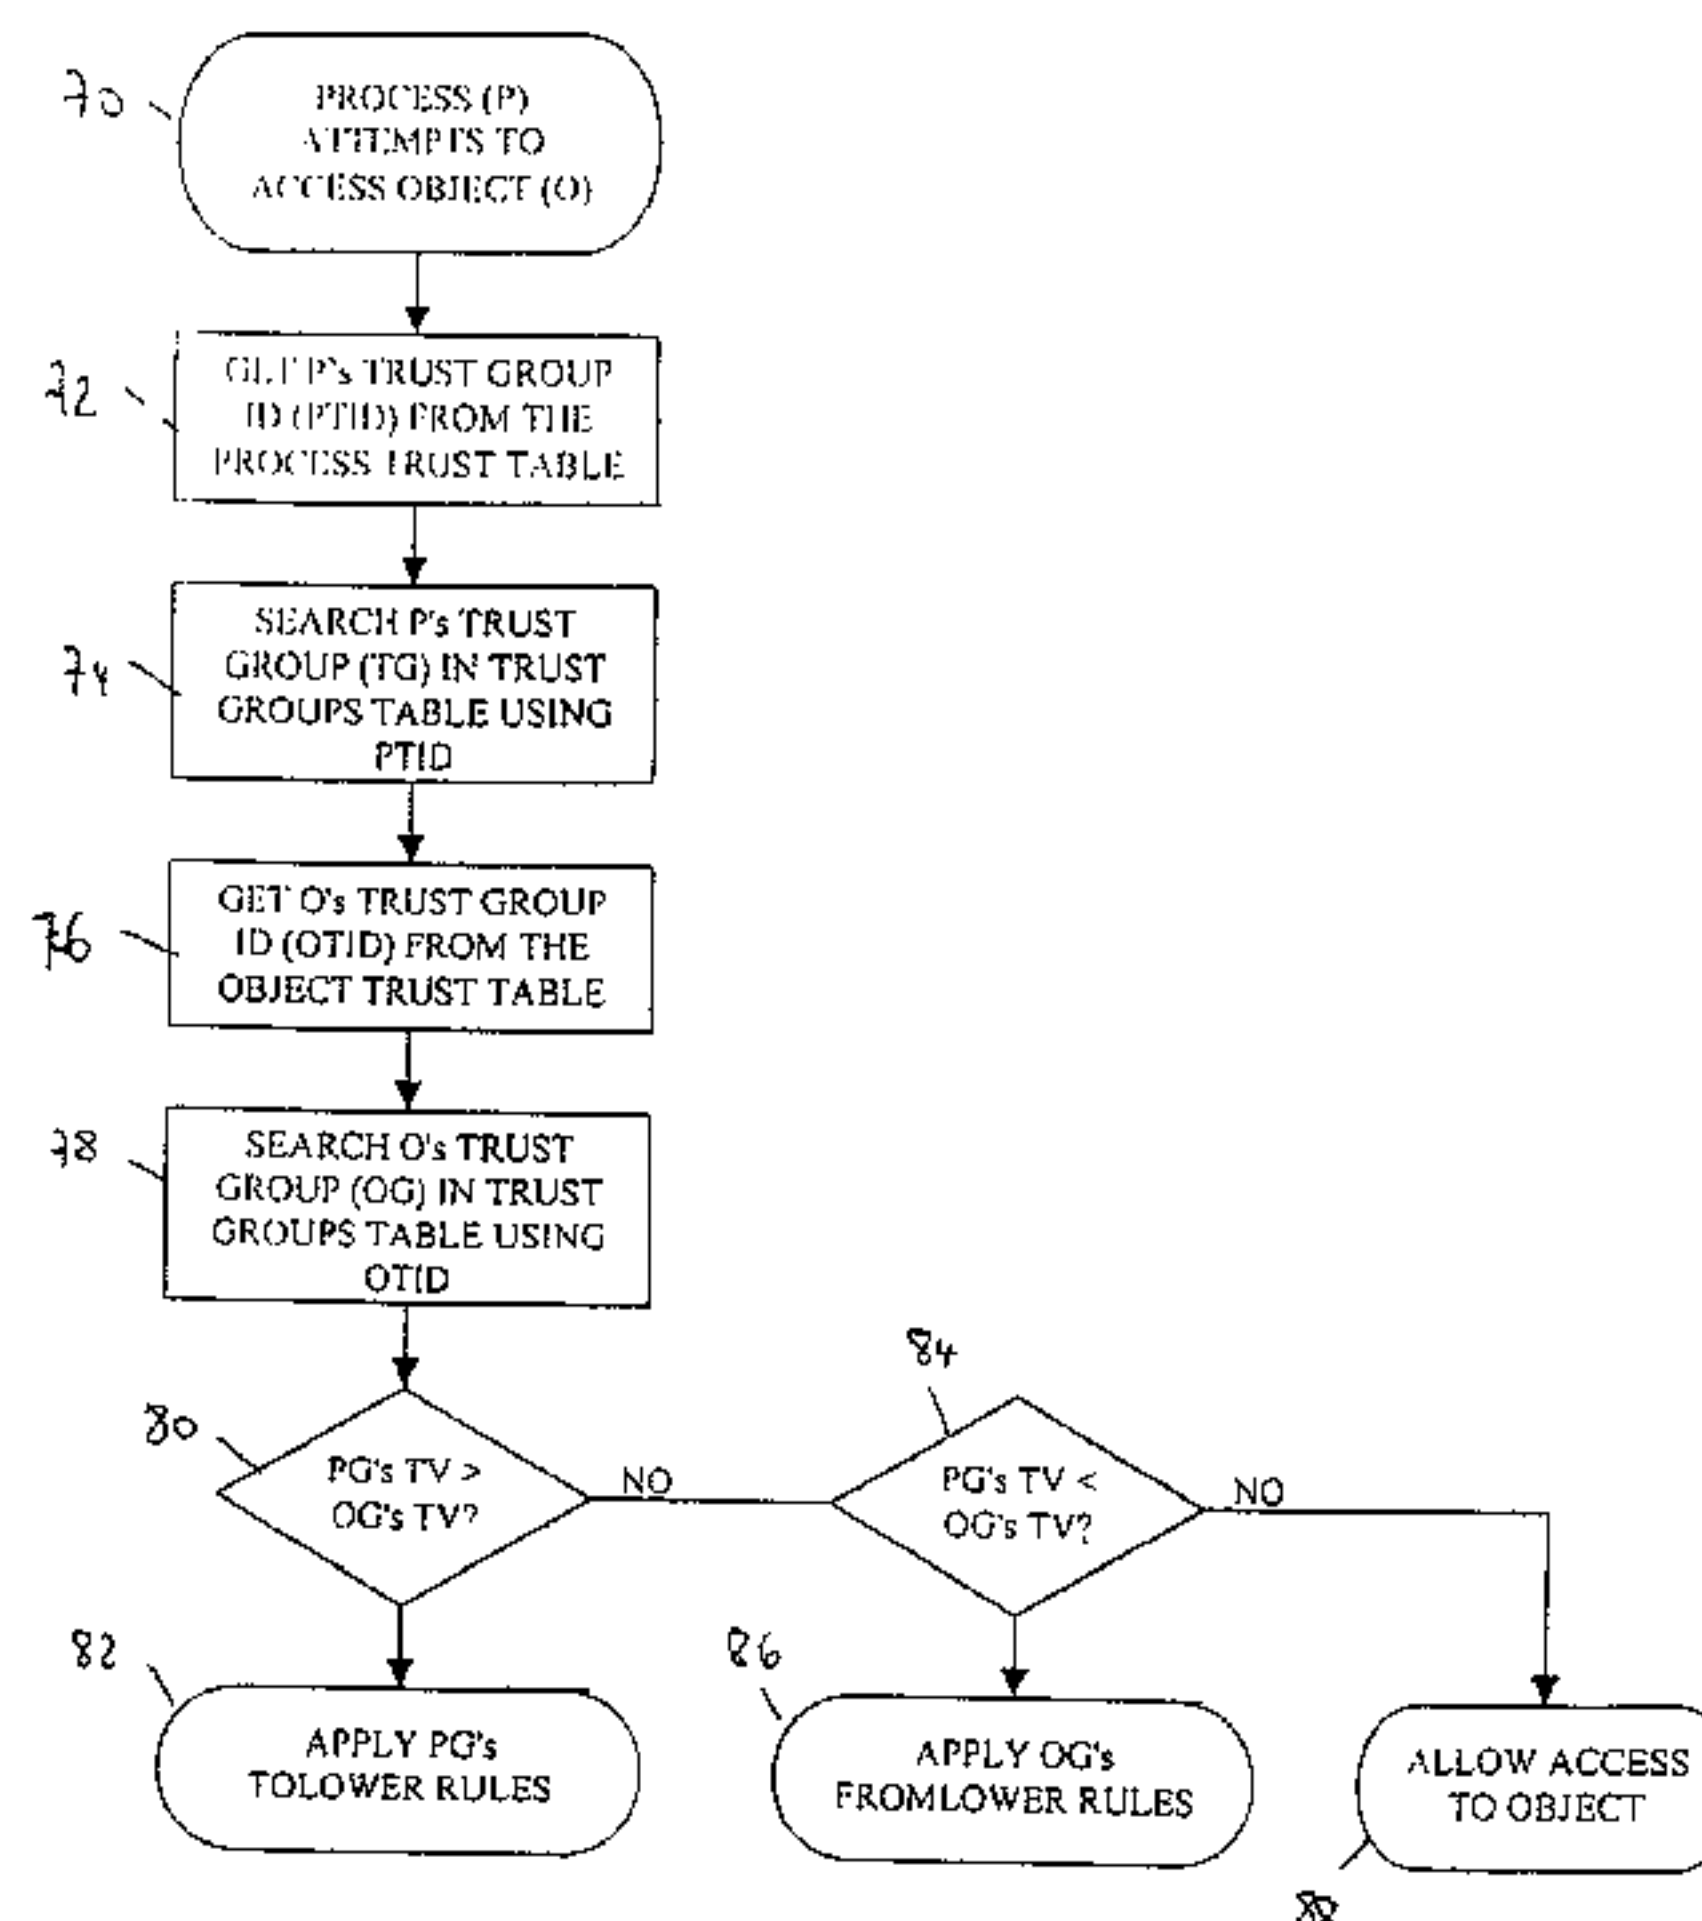 70
PROCESS (P)
ATTEMPTS TO
ACCESS OBJECT (O)
72
GET P's TRUST GROUP
ID (PTID) FROM THE
PROCESS TRUST TABLE
74
SEARCH P's TRUST
GROUP (TG) IN TRUST
GROUPS TABLE USING
PTID
76
GET O's TRUST GROUP
ID (OTID) FROM THE
OBJECT TRUST TABLE
78
SEARCH O's TRUST
GROUP (OG) IN TRUST
GROUPS TABLE USING
OTID
80
PG's TV >
OG's TV?
NO
84
PG's TV <
OG's TV?
NO
82
APPLY PG's
TOLOWER RULES
86
APPLY OG's
FROMLOWER RULES
ALLOW ACCESS
TO OBJECT
88